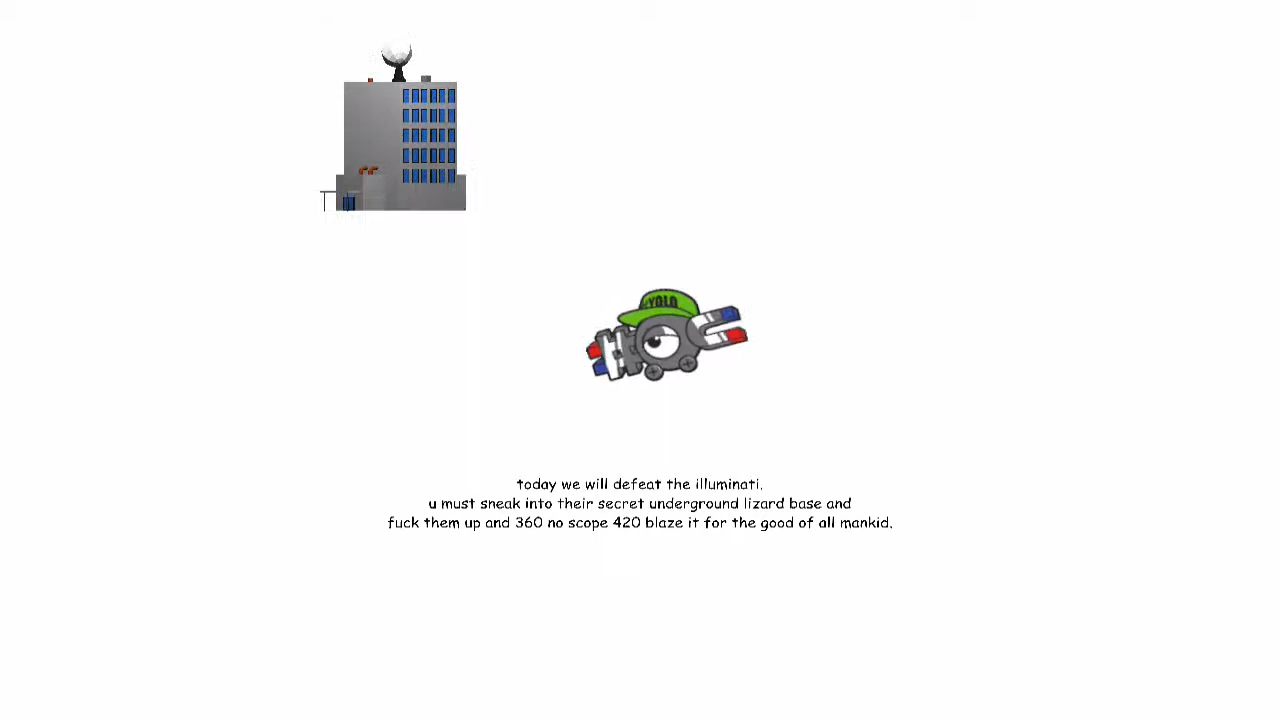 YOLO
today we will defeat the illuminati.
u must sneak into their secret underground lizard base and
fuck them up and 360 no scope 420 blaze it for the good of all mankid.